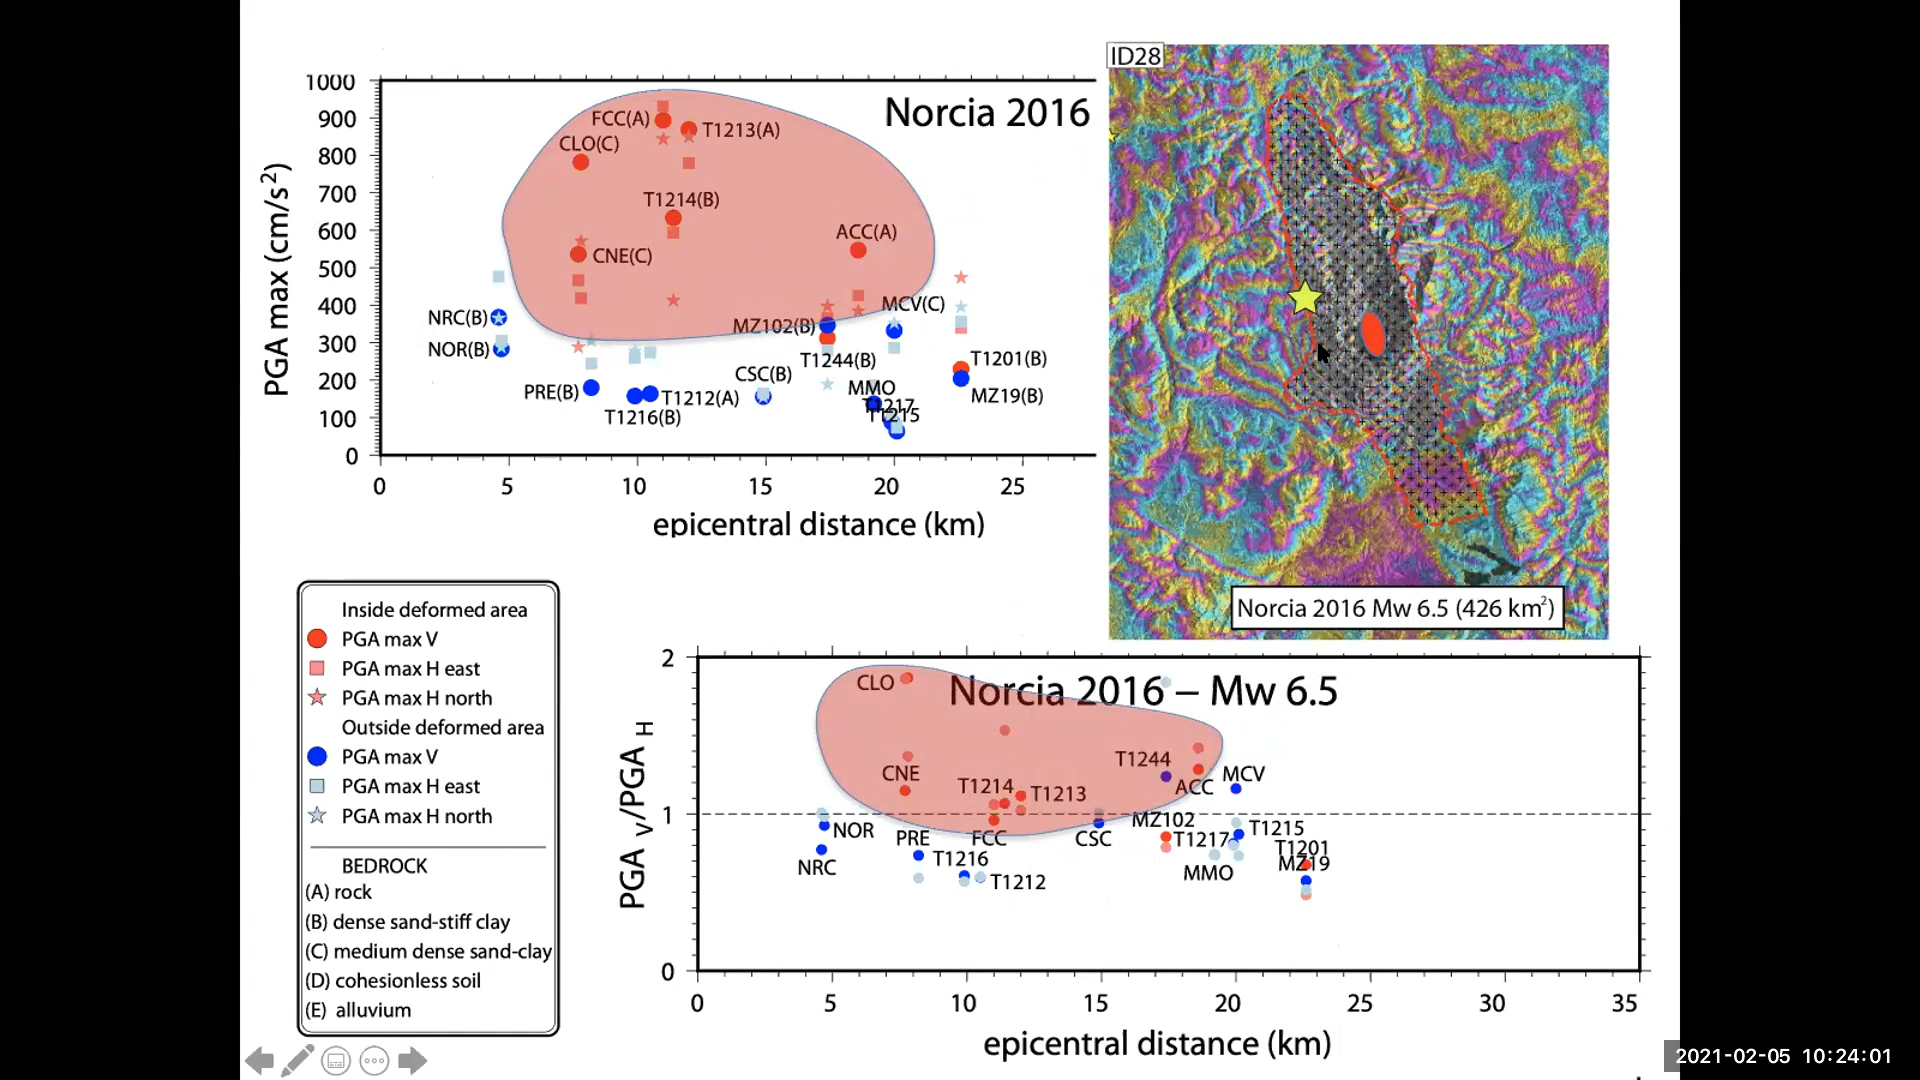 ID28
1000
900
800
700
600
500
400
300
200
100
0
PGA max (cm/s²)
Norcia 2016
FCC(A)
T1213(A)
CLO(C)
T1214(B)
ACC(A)
CNE(C)
MCV(C)
NRC(B)
MZ102(B)
NOR(B)
T1244(B)
T1201(B)
CSC(B)
PRE(B)
MMO
MZ19(B)
T1212(A)
T1217
T1216(B)
T1215
0 5 10 15 20 25
epicentral distance (km)
Norcia 2016 Mw 6.5 (426 km²)
Inside deformed area
PGA max V
PGA max H east
PGA max H north
Outside deformed area
PGA max V
PGA max H east
PGA max H north
BEDROCK
(A) rock
(B) dense sand-stiff clay
(C) medium dense sand-clay
(D) cohesionless soil
(E) alluvium
2
1
0
PGA V/PGA H
Norcia 2016 – Mw 6.5
CLO
T1244
CNE
MCV
T1214
ACC
T1213
MZ102
NOR
PRE
FCC
CSC
T1217
T1215
T1201
T1216
MZ19
NRC
MMO
T1212
0 5 10 15 20 25 30 35
epicentral distance (km)
2021-02-05 10:24:01